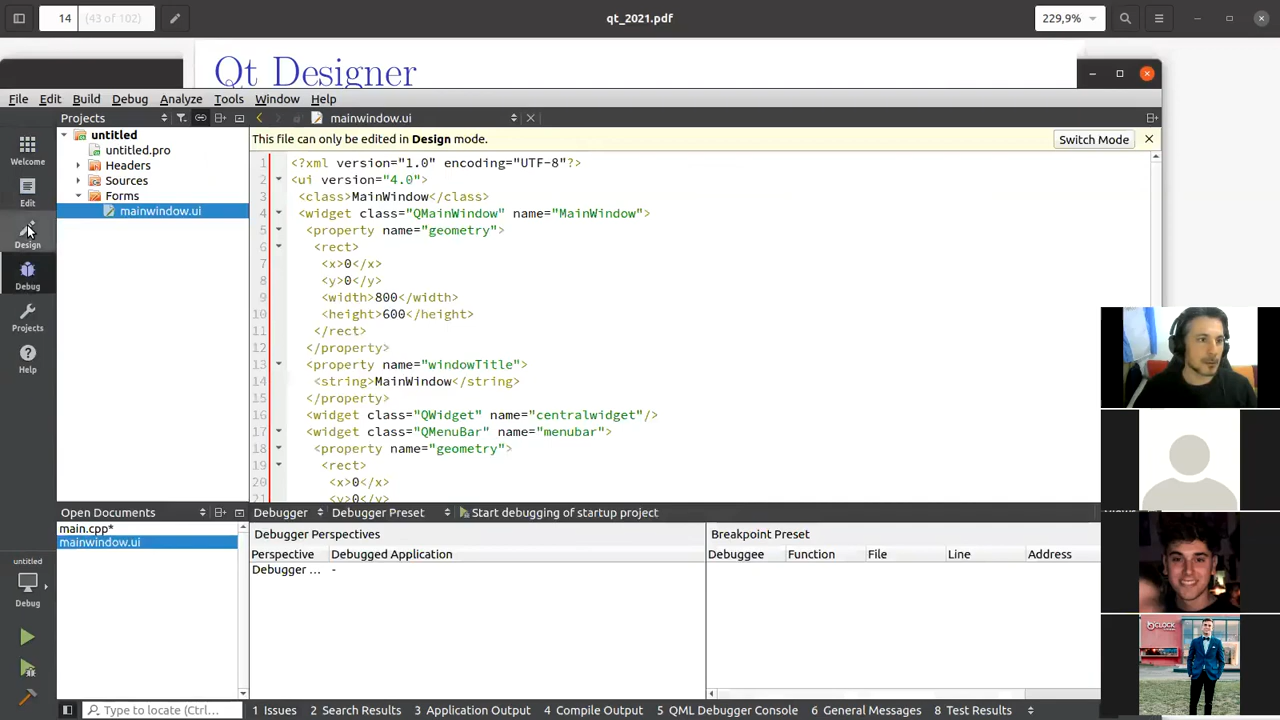 14 (43 of 102) qt_2021.pdf 229,9%
Qt Designer
File Edit Build Debug Analyze Tools Window Help
Projects mainwindow.ui
This file can only be edited in Design mode. Switch Mode
untitled
untitled.pro
Headers
Sources
Forms
mainwindow.ui
Welcome
Edit
Design
Debug
Projects
Help
1 <?xml version="1.0" encoding="UTF-8"?>
2 <ui version="4.0">
3 <class>MainWindow</class>
4 <widget class="QMainWindow" name="MainWindow">
5 <property name="geometry">
6 <rect>
7 <x>0</x>
8 <y>0</y>
9 <width>800</width>
10 <height>600</height>
11 </rect>
12 </property>
13 <property name="windowTitle">
14 <string>MainWindow</string>
15 </property>
16 <widget class="QWidget" name="centralwidget"/>
17 <widget class="QMenuBar" name="menubar">
18 <property name="geometry">
19 <rect>
20 <x>0</x>
21 <y>0</y>
Open Documents
main.cpp*
mainwindow.ui
Debugger Debugger Preset Start debugging of startup project
Debugger Perspectives Breakpoint Preset
Perspective Debugged Application Debuggee Function File Line Address
Debugger ... -
untitled
Debug
Type to locate (Ctrl... 1 Issues 2 Search Results 3 Application Output 4 Compile Output 5 QML Debugger Console 6 General Messages 8 Test Results
CLOCK